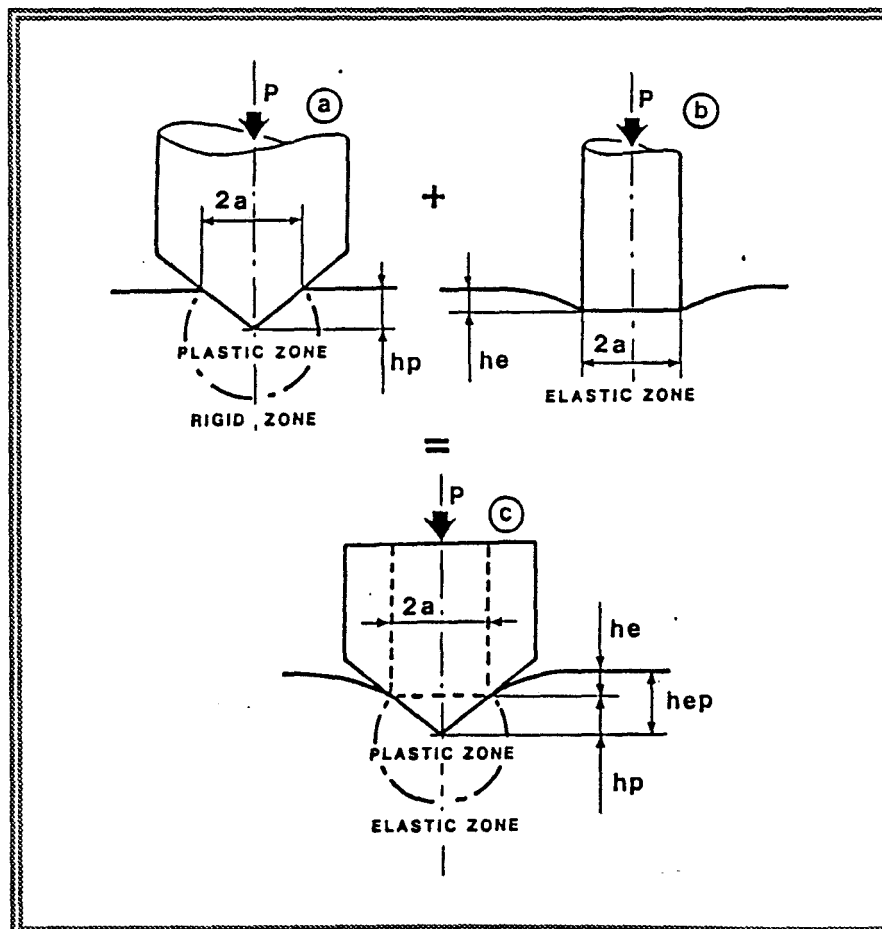 P
a
2a
PLASTIC ZONE
RIGID ZONE
hp
+
P
b
he
2a
ELASTIC ZONE
=
P
c
2a
he
hep
PLASTIC ZONE
hp
ELASTIC ZONE